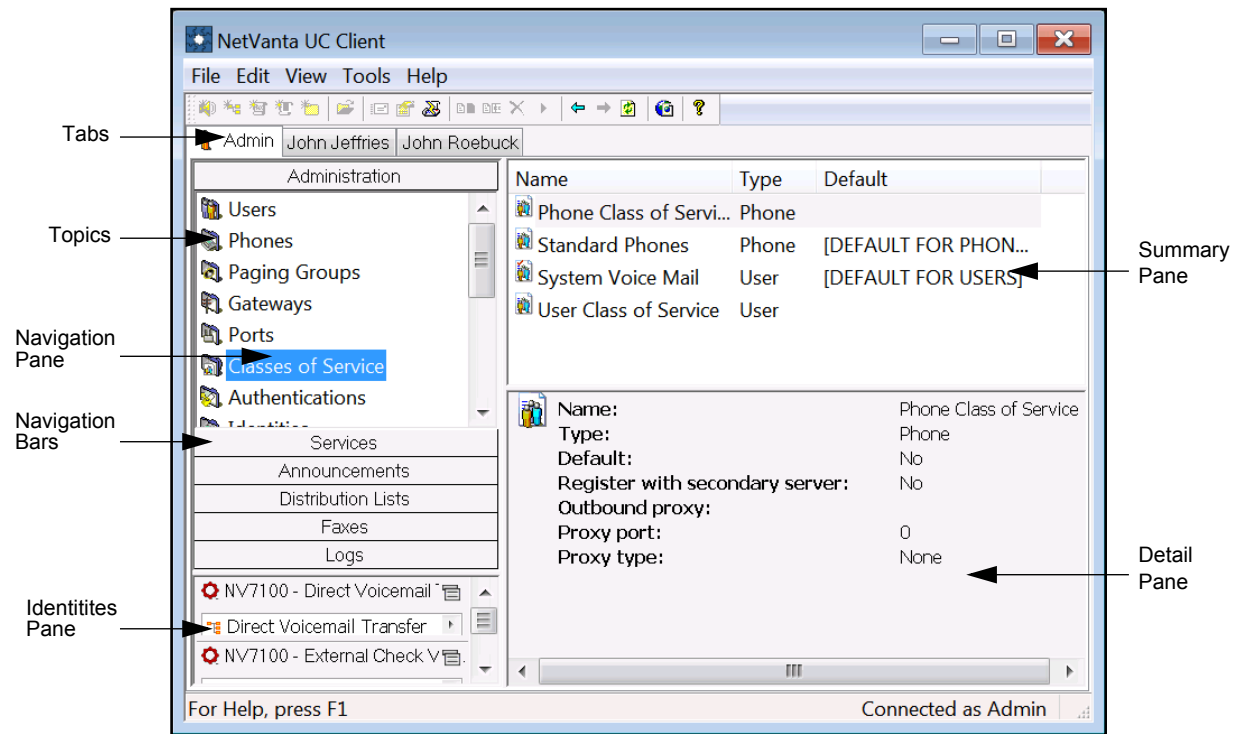 NetVanta UC Client
File Edit View Tools Help
Tabs
Admin John Jeffries John Roebuck
Administration
Name Type Default
Users
Phone Class of Servi... Phone
Topics
Phones
Standard Phones Phone [DEFAULT FOR PHON...
Summary
Pane
Paging Groups
System Voice Mail User [DEFAULT FOR USERS]
Gateways
User Class of Service User
Ports
Navigation
Pane
Classes of Service
Authentications
Identities
Navigation
Bars
Services
Announcements
Distribution Lists
Faxes
Logs
Name: Phone Class of Service
Type: Phone
Default: No
Register with secondary server: No
Outbound proxy:
Proxy port: 0
Proxy type: None
Detail
Pane
NV7100 - Direct Voicemail
Identitites
Pane
Direct Voicemail Transfer
NV7100 - External Check V
For Help, press F1
Connected as Admin